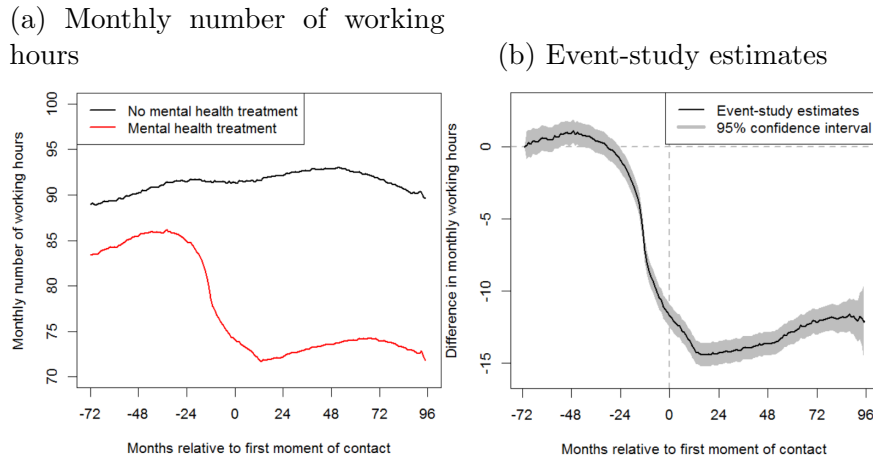 (a) Monthly number of working
hours
(b) Event-study estimates
No mental health treatment
Mental health treatment
Monthly number of working hours
100
95
90
85
80
75
70
-72
-48
-24
0
24
48
72
96
Months relative to first moment of contact
Event-study estimates
95% confidence interval
Difference in monthly working hours
0
-5
-10
-15
-72
-48
-24
0
24
48
72
96
Months relative to first moment of contact